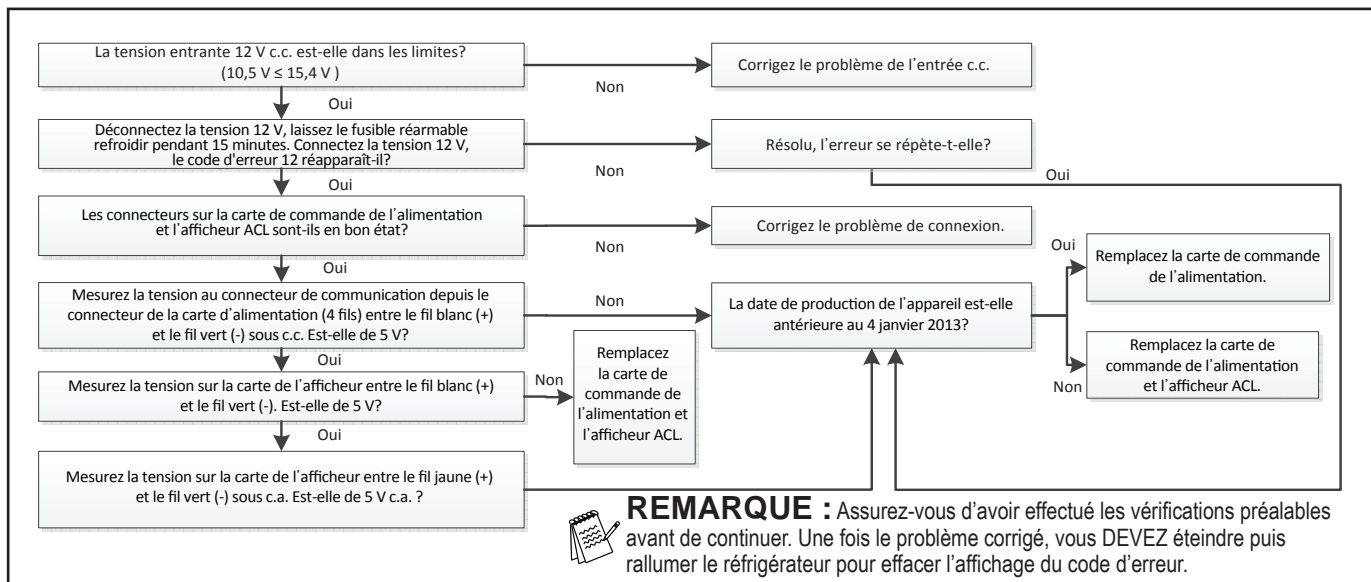 La tension entrante 12 V c.c. est-elle dans les limites?
(10,5 V ≤ 15,4 V )
Non
Corrigez le problème de l'entrée c.c.
Oui
Déconnectez la tension 12 V, laissez le fusible réarmable
refroidir pendant 15 minutes. Connectez la tension 12 V,
le code d'erreur 12 réapparaît-il?
Non
Résolu, l'erreur se répète-t-elle?
Oui
Oui
Les connecteurs sur la carte de commande de l'alimentation
et l'afficheur ACL sont-ils en bon état?
Non
Corrigez le problème de connexion.
Oui
Mesurez la tension au connecteur de communication depuis le
connecteur de la carte d'alimentation (4 fils) entre le fil blanc (+)
et le fil vert (-) sous c.c. Est-elle de 5 V?
Non
La date de production de l'appareil est-elle
antérieure au 4 janvier 2013?
Oui
Remplacez la carte de commande
de l'alimentation.
Non
Remplacez la carte de
commande de l'alimentation
et l'afficheur ACL.
Oui
Mesurez la tension sur la carte de l'afficheur entre le fil blanc (+)
et le fil vert (-). Est-elle de 5 V?
Non
Remplacez
la carte de
commande de
l'alimentation et
l'afficheur ACL.
Oui
Mesurez la tension sur la carte de l'afficheur entre le fil jaune (+)
et le fil vert (-) sous c.a. Est-elle de 5 V c.a. ?
REMARQUE : Assurez-vous d'avoir effectué les vérifications préalables
avant de continuer. Une fois le problème corrigé, vous DEVEZ éteindre puis
rallumer le réfrigérateur pour effacer l'affichage du code d'erreur.